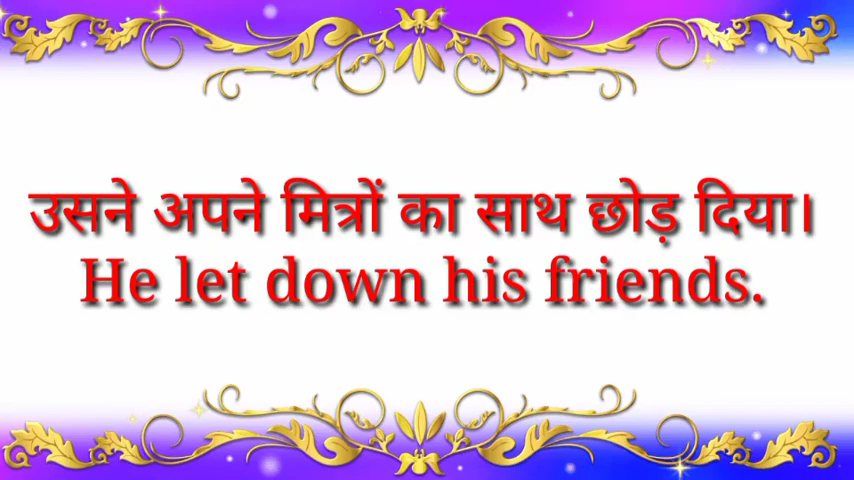 उसने अपने मित्रों का साथ छोड़ दिया।
He let down his friends.